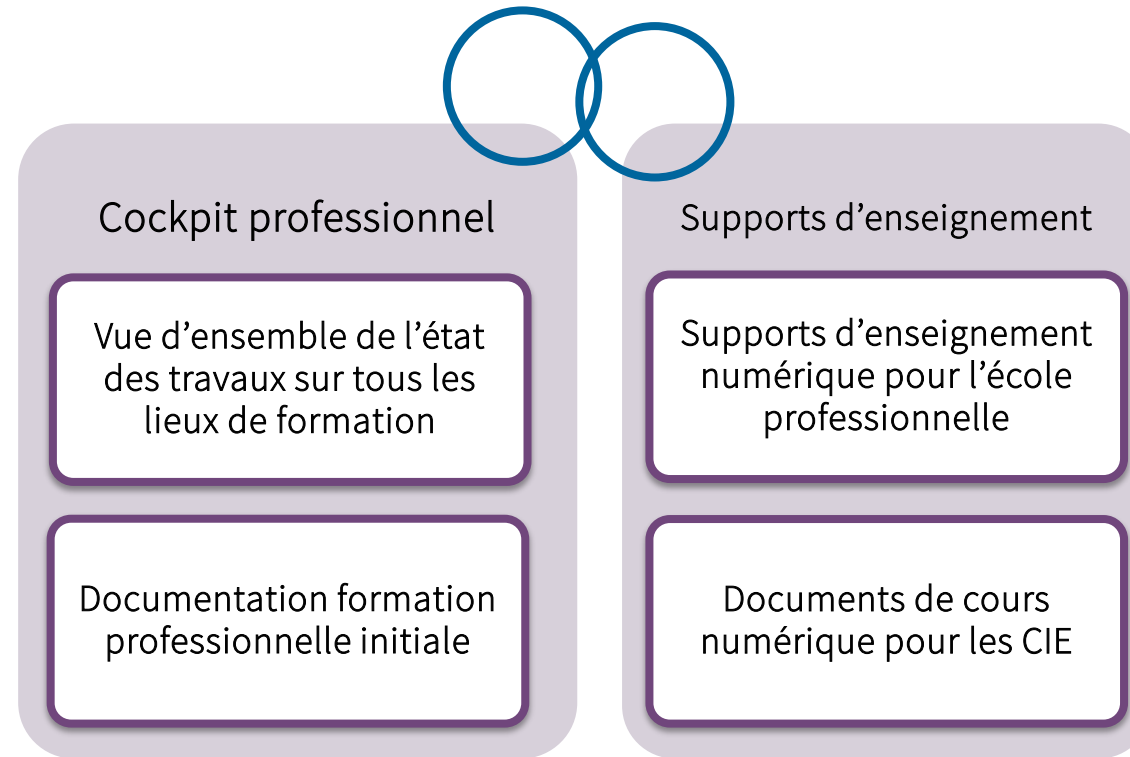 Cockpit professionnel
Vue d’ensemble de l’état
des travaux sur tous les
lieux de formation
Documentation formation
professionnelle initiale
Supports d’enseignement
Supports d’enseignement
numérique pour l’école
professionnelle
Documents de cours
numérique pour les CIE